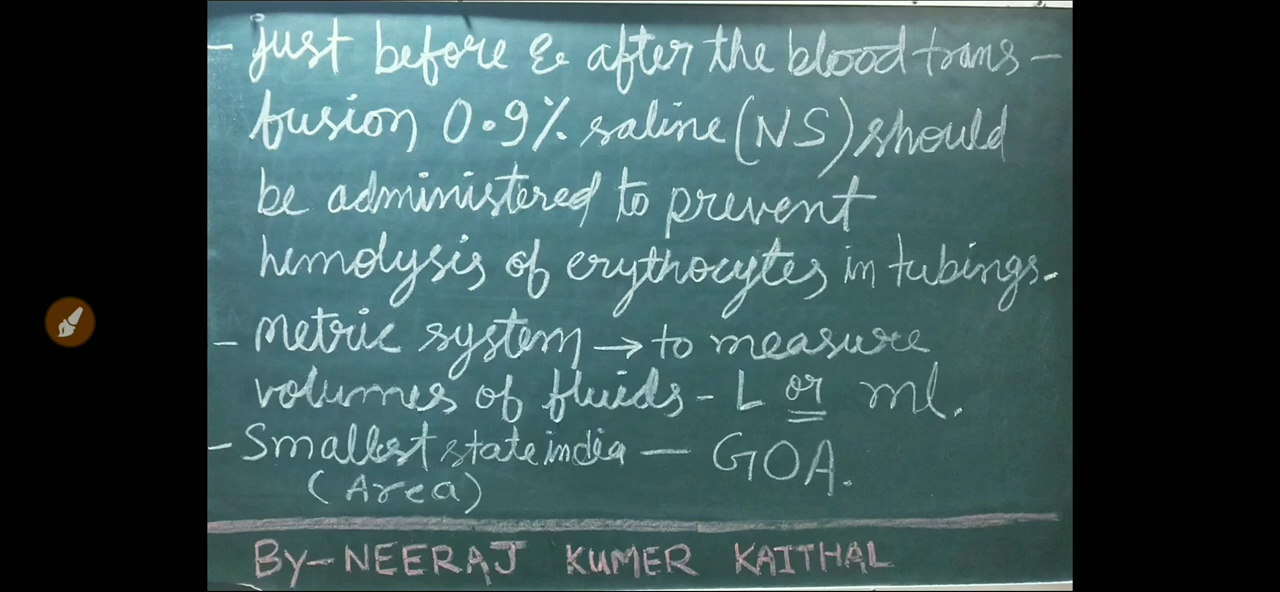 - just before & after the blood trans-
fusion 0.9% saline (NS) should
be administered to prevent
hemolysis of erythrocytes in tubings.
- Metric system → to measure
volumes of fluids - L or ml.
- Smallest state india — GOA.
(Area)
By-NEERAJ KUMER KAITHAL